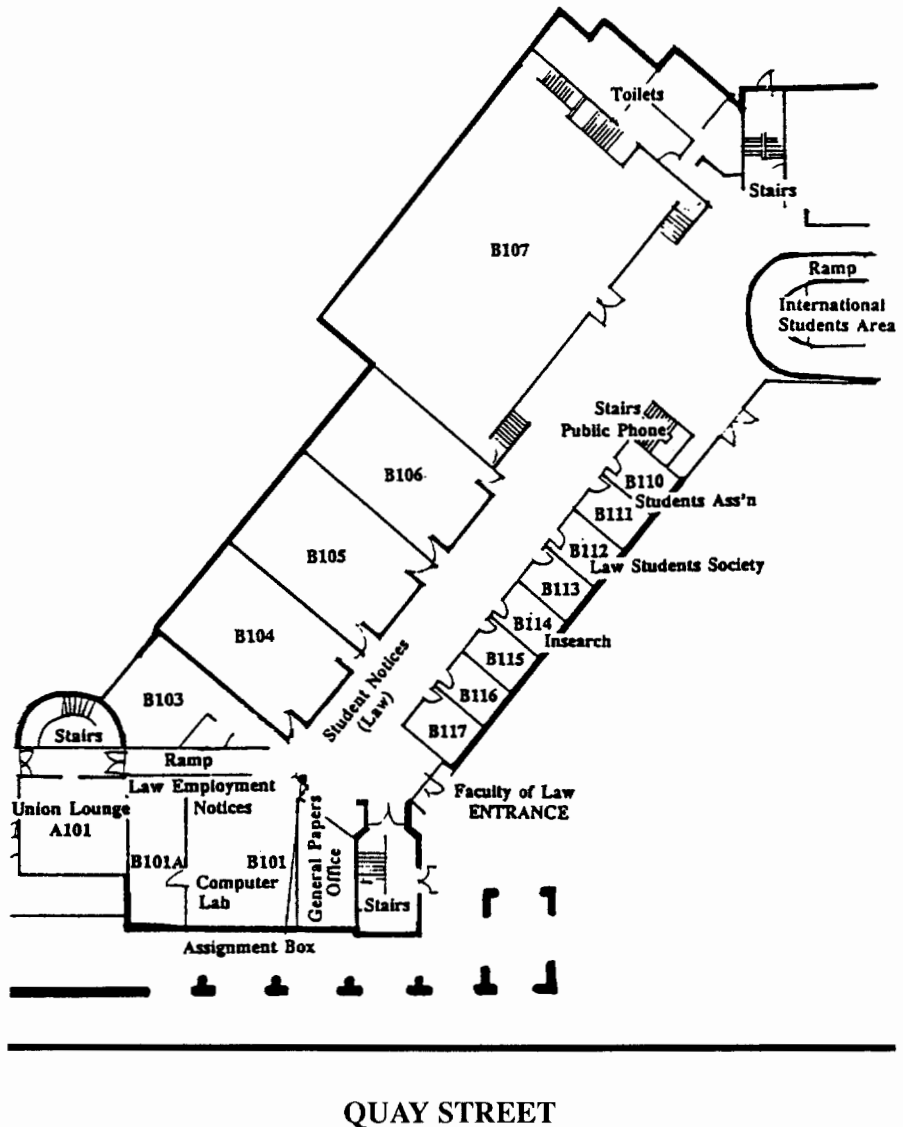 Toilets
Stairs
B107
Ramp
International
Students Area
Stairs
Public Phone
B106
B110
Students Ass'n
B111
B105
B112
Law Students Society
B113
B104
B114
Insearch
B115
Student Notices
(Law)
B116
B103
B117
Stairs
Ramp
Law Employment
Notices
Faculty of Law
ENTRANCE
Union Lounge
A101
B101A
B101
General Papers
Office
Computer
Lab
Stairs
Assignment Box
QUAY STREET